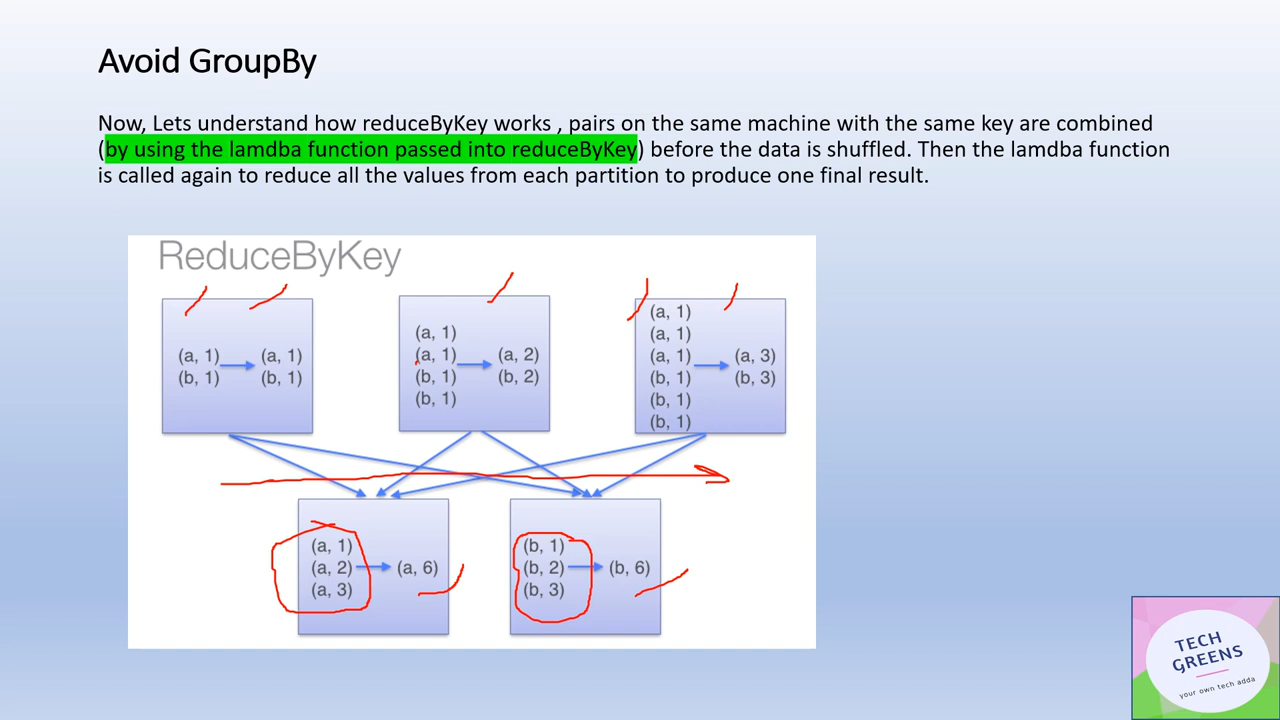 Avoid GroupBy
Now, Lets understand how reduceByKey works , pairs on the same machine with the same key are combined
(by using the lamdba function passed into reduceByKey) before the data is shuffled. Then the lamdba function
is called again to reduce all the values from each partition to produce one final result.
ReduceByKey
(a, 1) (a, 1)
(b, 1) (b, 1)
(a, 1)
(a, 1) (a, 2)
(b, 1) (b, 2)
(b, 1)
(a, 1)
(a, 1)
(a, 1) (a, 3)
(b, 1) (b, 3)
(b, 1)
(b, 1)
(a, 1)
(a, 2) (a, 6)
(a, 3)
(b, 1)
(b, 2) (b, 6)
(b, 3)
TECH
GREENS
your own tech adda